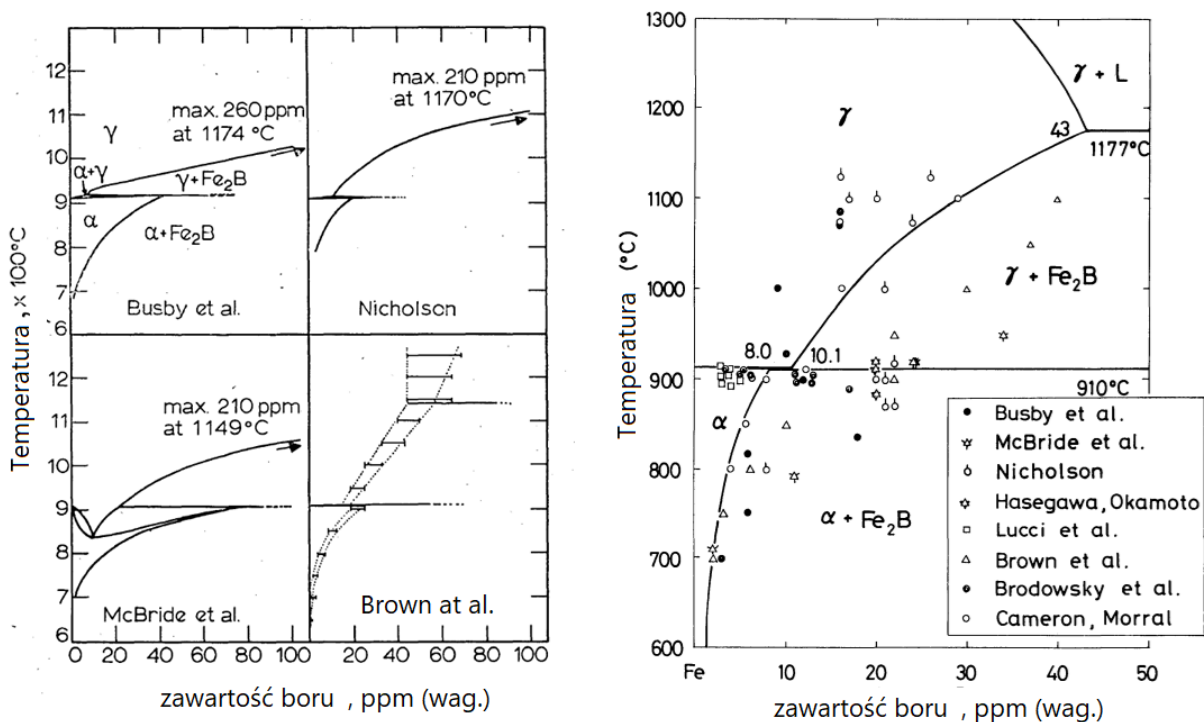 12
11
10
9
8
7
6
γ
α+γ
α
max. 260 ppm
at 1174 °C
γ+Fe₂B
α+Fe₂B
Busby et al.
max. 210 ppm
at 1170°C
Nicholson
12
11
10
9
8
7
6
max. 210 ppm
at 1149°C
McBride et al.
Brown at al.
0 20 40 60 80 100
20 40 60 80 100
Temperatura, x 100°C
zawartość boru , ppm (wag.)
1300
1200
1100
1000
900
800
700
600
Temperatura (°C)
γ
γ + L
43
1177°C
γ + Fe₂B
8.0
10.1
910°C
α
α + Fe₂B
Busby et al.
McBride et al.
Nicholson
Hasegawa, Okamoto
Lucci et al.
Brown et al.
Brodowsky et al.
Cameron, Morral
Fe 10 20 30 40 50
zawartość boru , ppm (wag.)